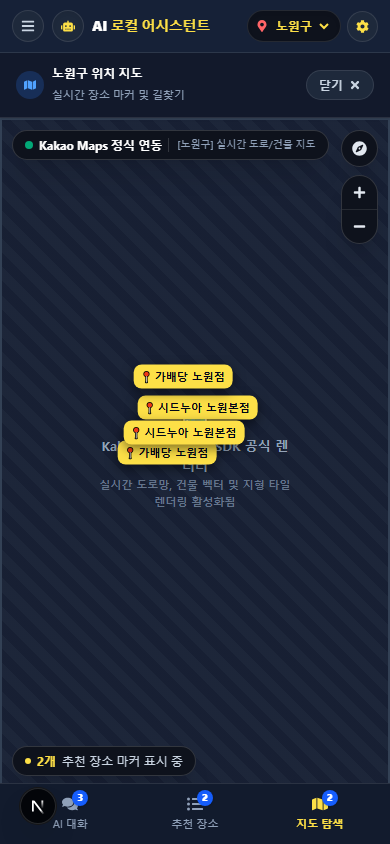 AI 로컬 어시스턴트
노원구
노원구 위치 지도
실시간 장소 마커 및 길찾기
닫기 ×
Kakao Maps 정식 연동
[노원구] 실시간 도로/건물 지도
+
−
가배당 노원점
시드누아 노원본점
시드누아 노원본점
가배당 노원점
SDK 공식 렌
더더
실시간 도로망, 건물 벡터 및 지형 타일
렌더링 활성화됨
2개 추천 장소 마커 표시 중
N
3
AI 대화
2
추천 장소
2
지도 탐색